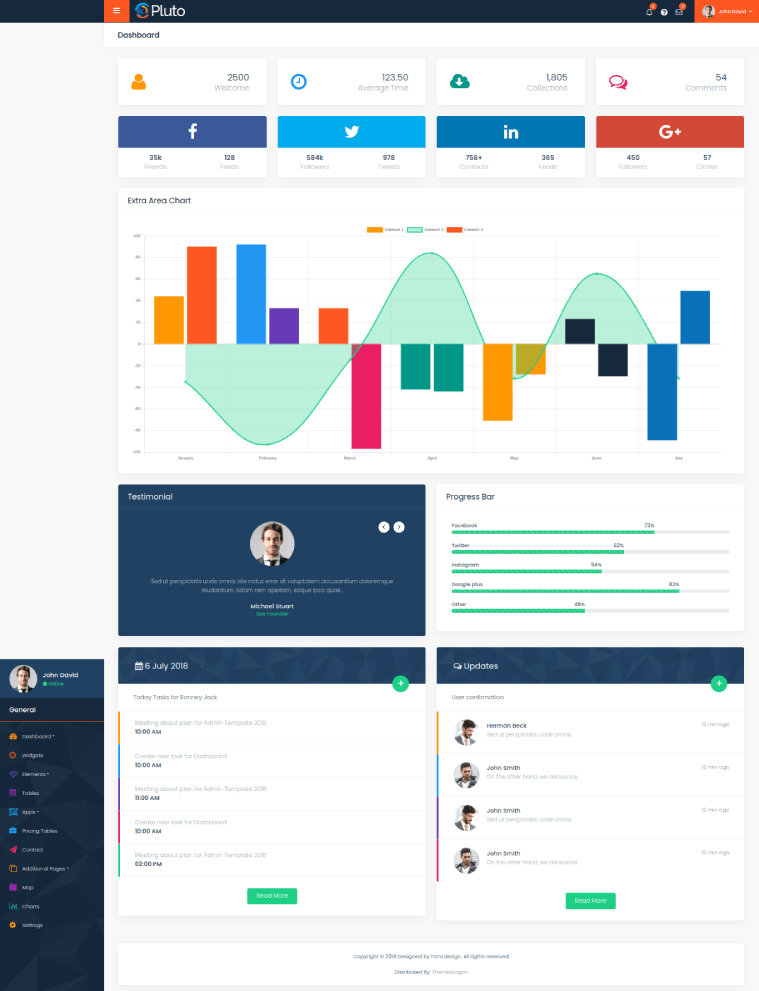 Pluto
2
3
John David
Dashboard
2500
Welcome
123.50
Average Time
1,805
Collections
54
Comments
f
in
G+
35k
Friends
128
Feeds
584k
Followers
978
Tweets
758+
Contacts
365
Feeds
450
Followers
57
Circles
Extra Area Chart
Dataset 1
Dataset 2
Dataset 3
-100
-80
-60
-40
-20
0
-20
-40
-60
-80
-100
January
February
March
April
May
June
July
Testimonial
Sed ut perspiciatis unde omnis iste natus error sit voluptatem accusantium doloremque
laudantium, totam rem aperiam, eaque ipsa quae..
Michael Stuart
Seo Founder
Progress Bar
Facebook
73%
Twitter
62%
Instagram
54%
Google plus
82%
Other
48%
John David
Online
General
Dashboard
Widgets
Elements
Tables
Apps
Pricing Tables
Contact
Additional Pages
Map
Charts
Settings
6 July 2018
Today Tasks for Ronney Jack
Meeting about plan for Admin Template 2018
10:00 AM
Create new task for Dashboard
10:00 AM
Meeting about plan for Admin Template 2018
11:00 AM
Create new task for Dashboard
10:00 AM
Meeting about plan for Admin Template 2018
02:00 PM
Read More
Updates
User confirmation
Herman Beck
Sed ut perspiciatis unde omnis.
12 min ago
John Smith
On the other hand, we denounce.
12 min ago
John Smith
Sed ut perspiciatis unde omnis.
12 min ago
John Smith
On the other hand, we denounce.
12 min ago
Read More
Copyright © 2018 Designed by html.design. All rights reserved.
Distributed By: ThemeWagon